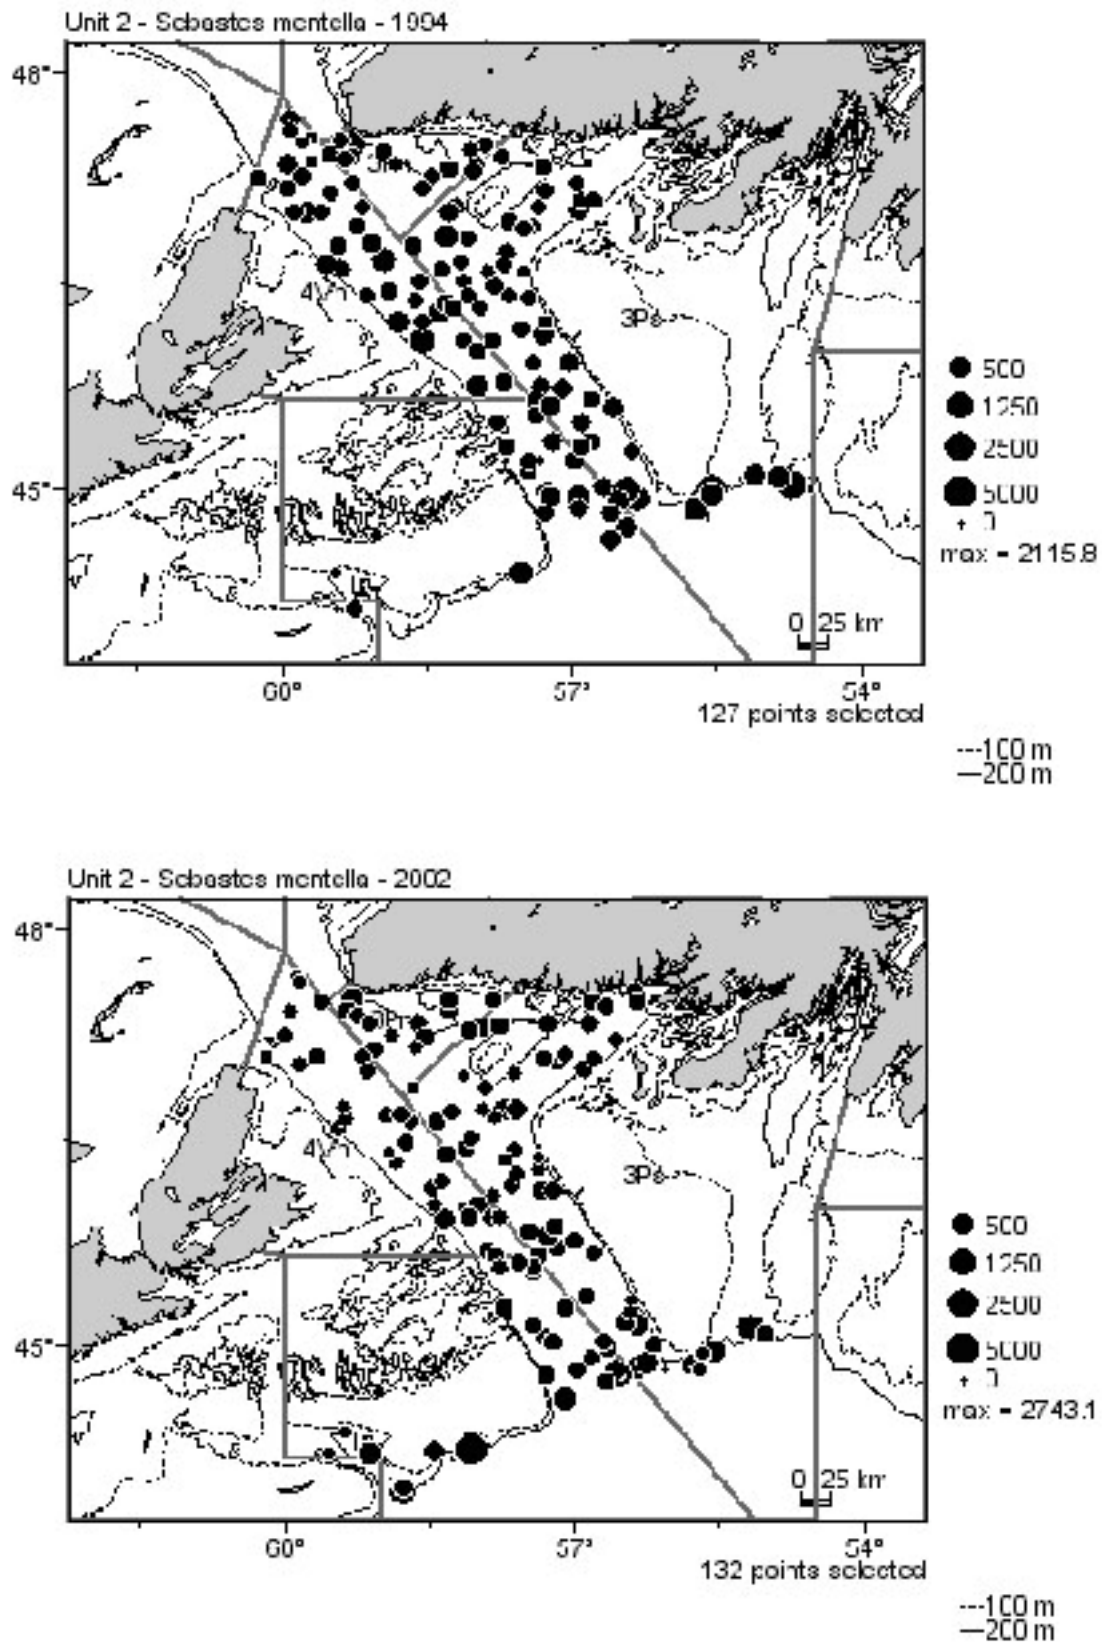 Unit 2 - Sebastes mentella - 1994
48°
3Pn
4Vn
3Ps
45°
500
1250
2500
5000
+ 0
max = 2115.8
0 25 km
60°
57°
54°
127 points selected
---100 m
—200 m
Unit 2 - Sebastes mentella - 2002
48°
3Pn
4Vn
3Ps
45°
500
1250
2500
5000
+ 0
max = 2743.1
0 25 km
60°
57°
54°
132 points selected
---100 m
—200 m